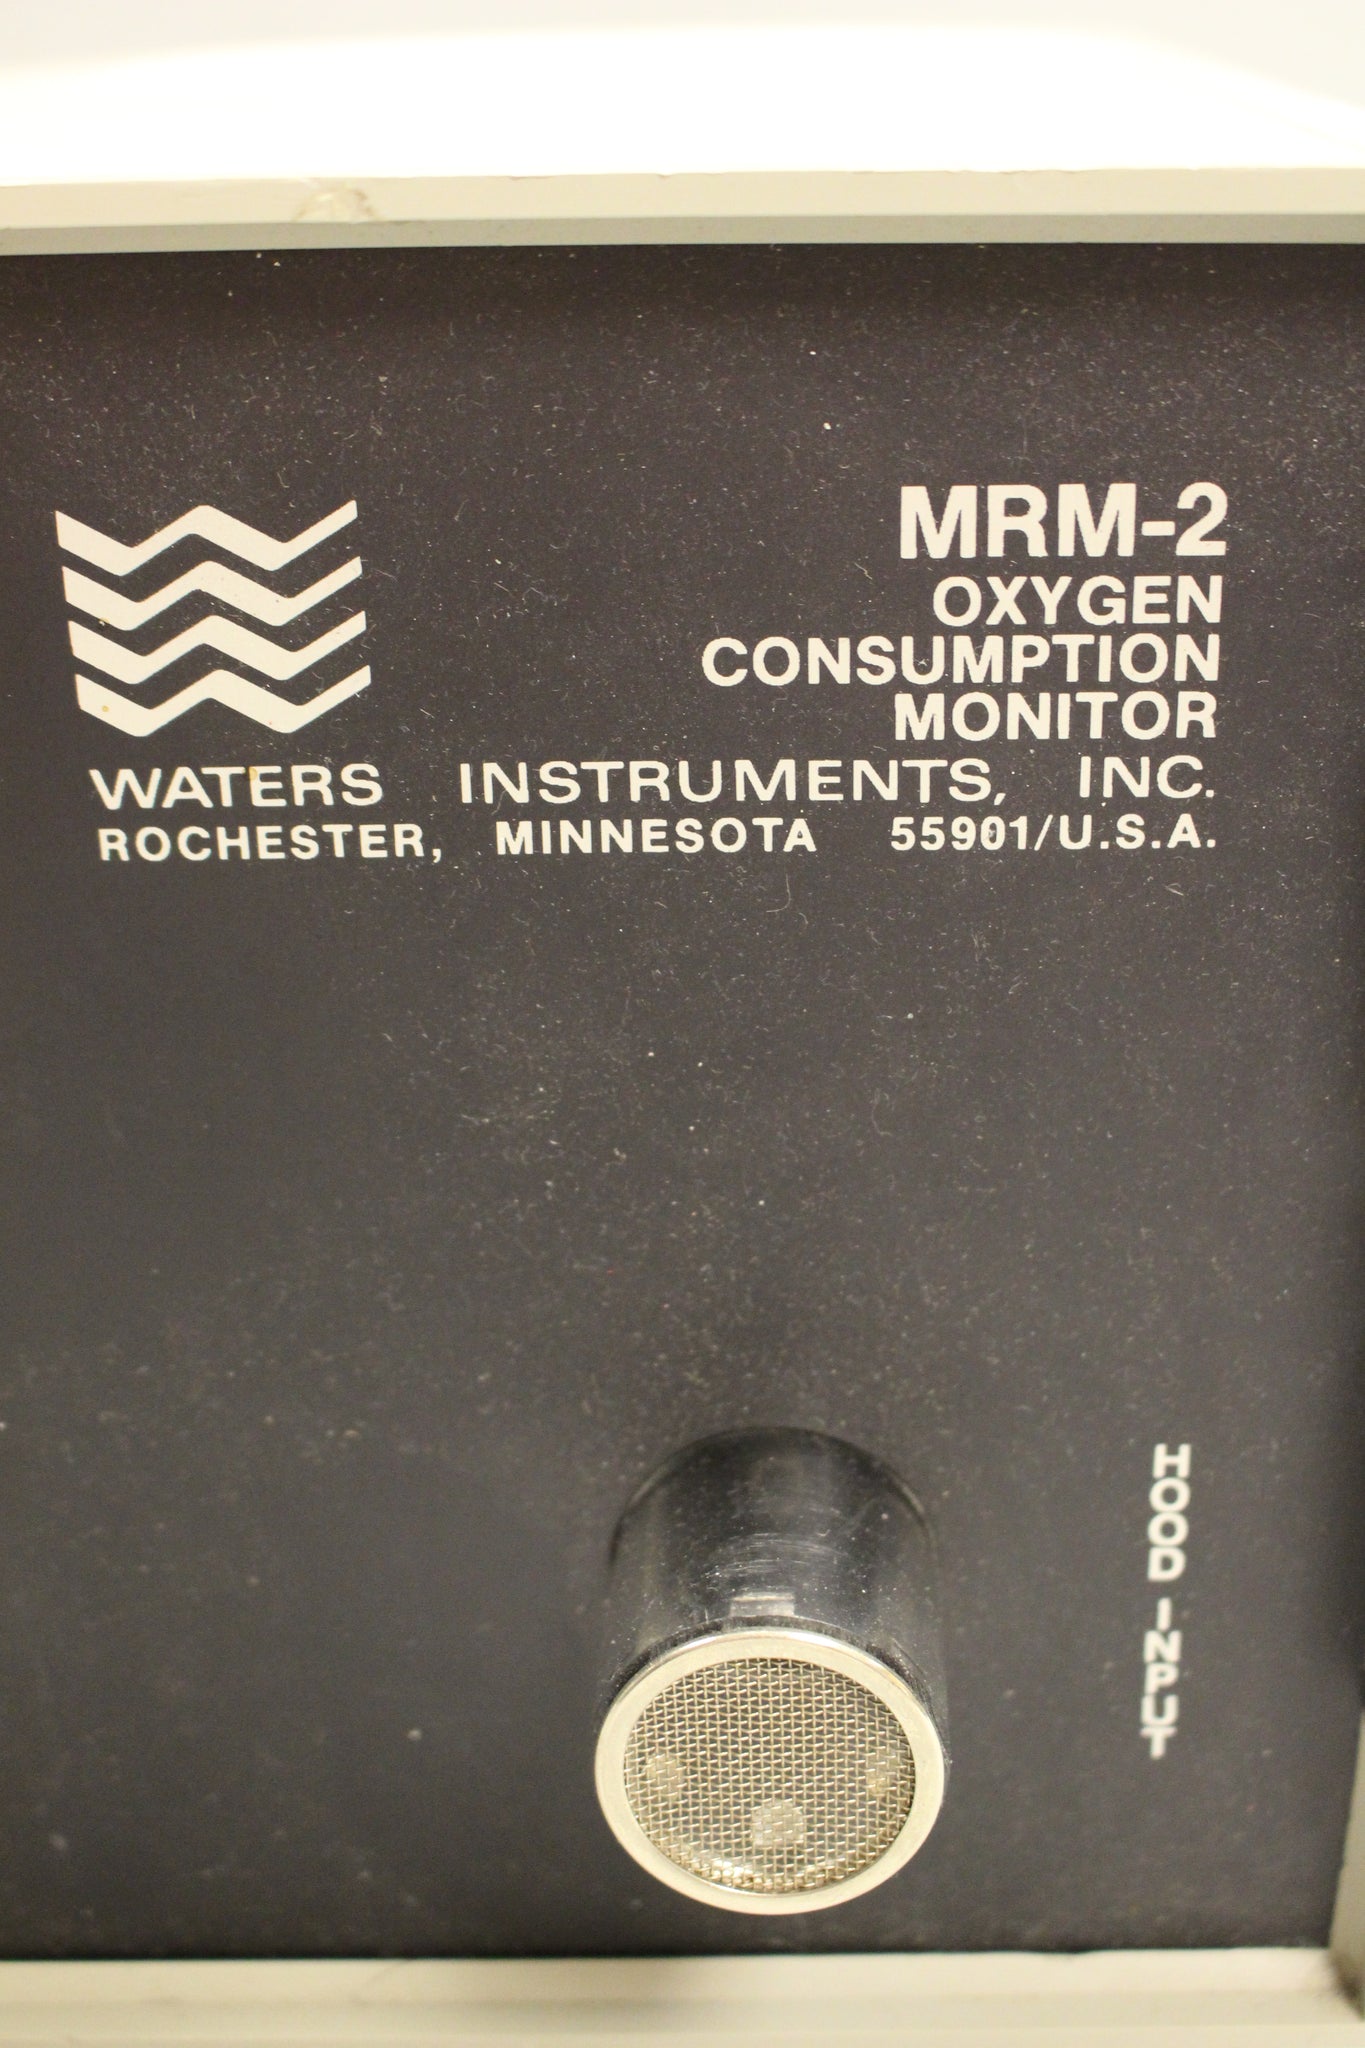 MRM-2
OXYGEN
CONSUMPTION
MONITOR
WATERS INSTRUMENTS, INC.
ROCHESTER, MINNESOTA 55901/U.S.A.
HOOD INPUT